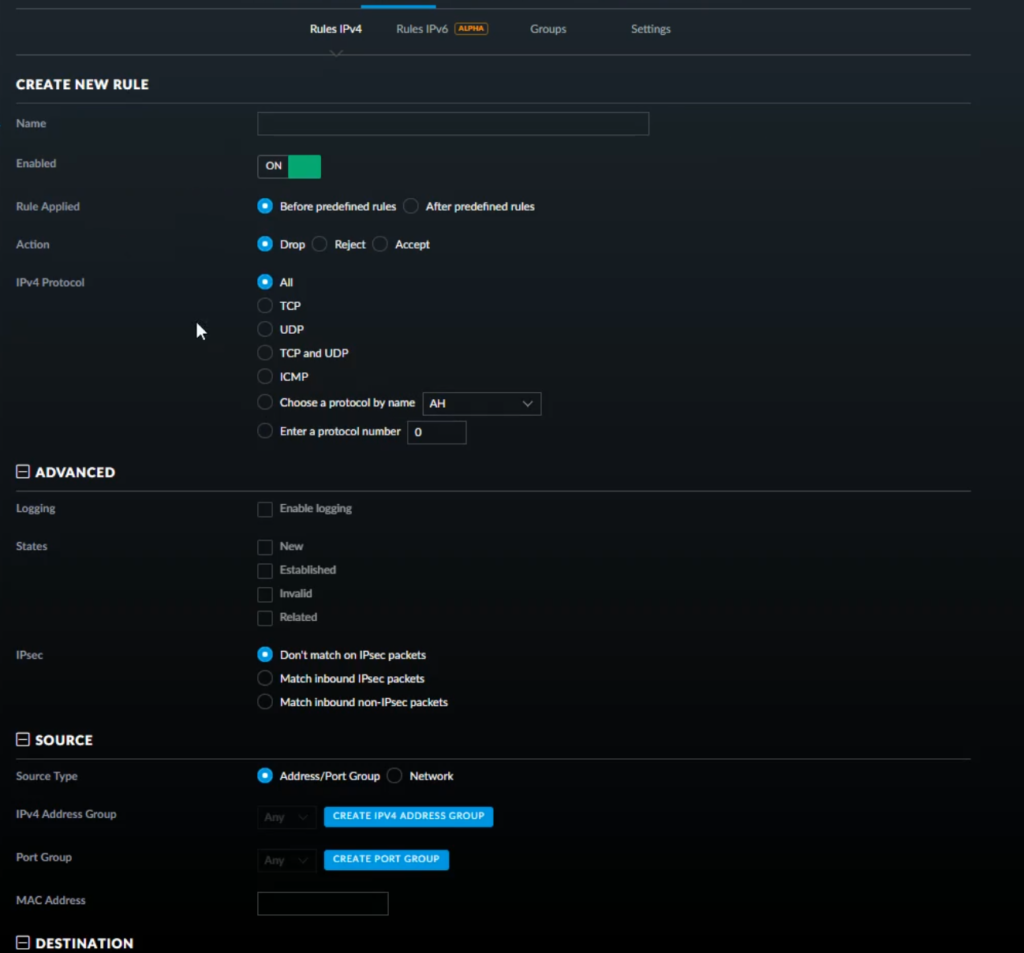 Rules IPv4 Rules IPv6 ALPHA Groups Settings
CREATE NEW RULE
Name
Enabled ON
Rule Applied Before predefined rules After predefined rules
Action Drop Reject Accept
IPv4 Protocol All
TCP
UDP
TCP and UDP
ICMP
Choose a protocol by name AH
Enter a protocol number 0
ADVANCED
Logging Enable logging
States New
Established
Invalid
Related
IPsec Don't match on IPsec packets
Match inbound IPsec packets
Match inbound non-IPsec packets
SOURCE
Source Type Address/Port Group Network
IPv4 Address Group Any CREATE IPV4 ADDRESS GROUP
Port Group Any CREATE PORT GROUP
MAC Address
DESTINATION